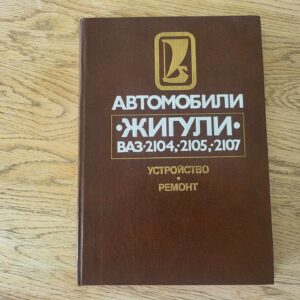 АВТОМОБИЛИ
·ЖИГУЛИ·
ВАЗ·2104,·2105,·2107
УСТРОЙСТВО
·
РЕМОНТ